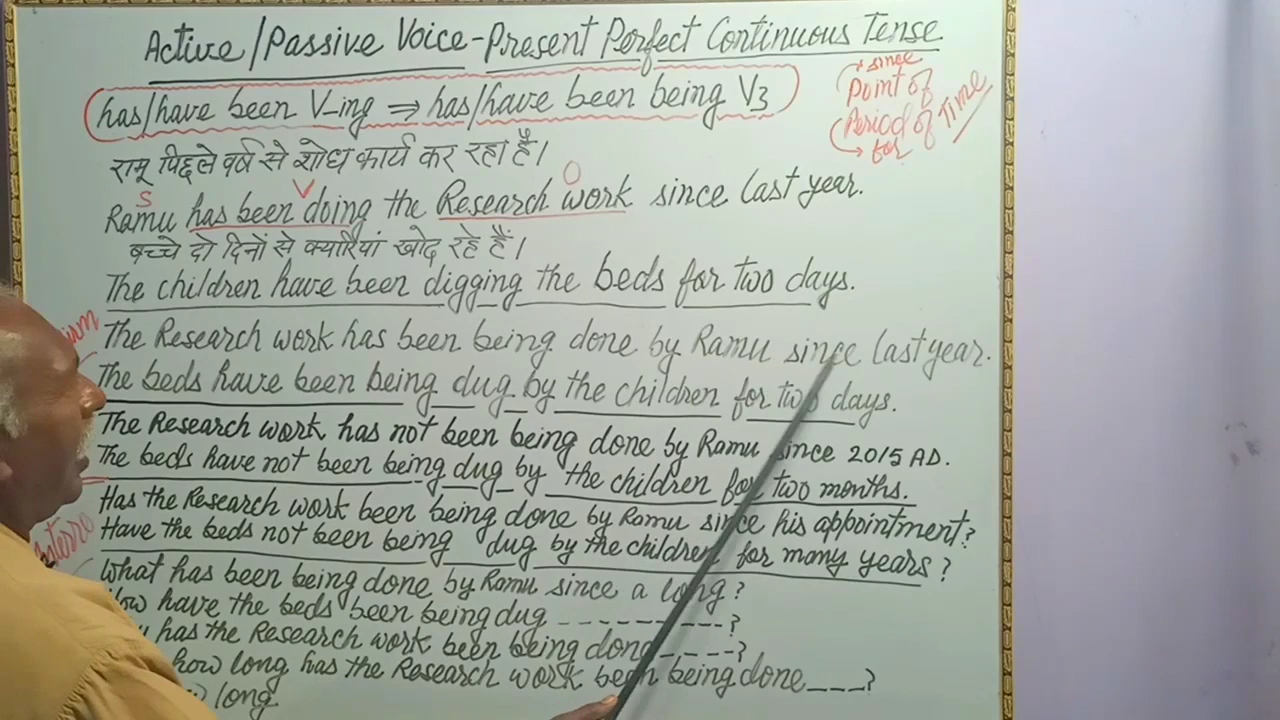 Active/Passive Voice-Present Perfect Continuous Tense
has/have been V-ing ⇒ has/have been being V3
since
Point of
Period of Time
for
रामू पिछले वर्ष से शोध कार्य कर रहा है।
S V O
Ramu has been doing the Research work since last year.
बच्चे दो दिनों से क्यारियां खोद रहे हैं।
The children have been digging the beds for two days.
The Research work has been being done by Ramu since last year.
The beds have been being dug by the children for two days.
The Research work has not been being done by Ramu since 2015 AD.
The beds have not been being dug by the children for two months.
Has the Research work been being done by Ramu since his appointment?
Have the beds not been being dug by the children for many years?
What has been being done by Ramu since a long?
How have the beds been being dug --------?
has the Research work been being done-----?
how long has the Research work been being done___?
long